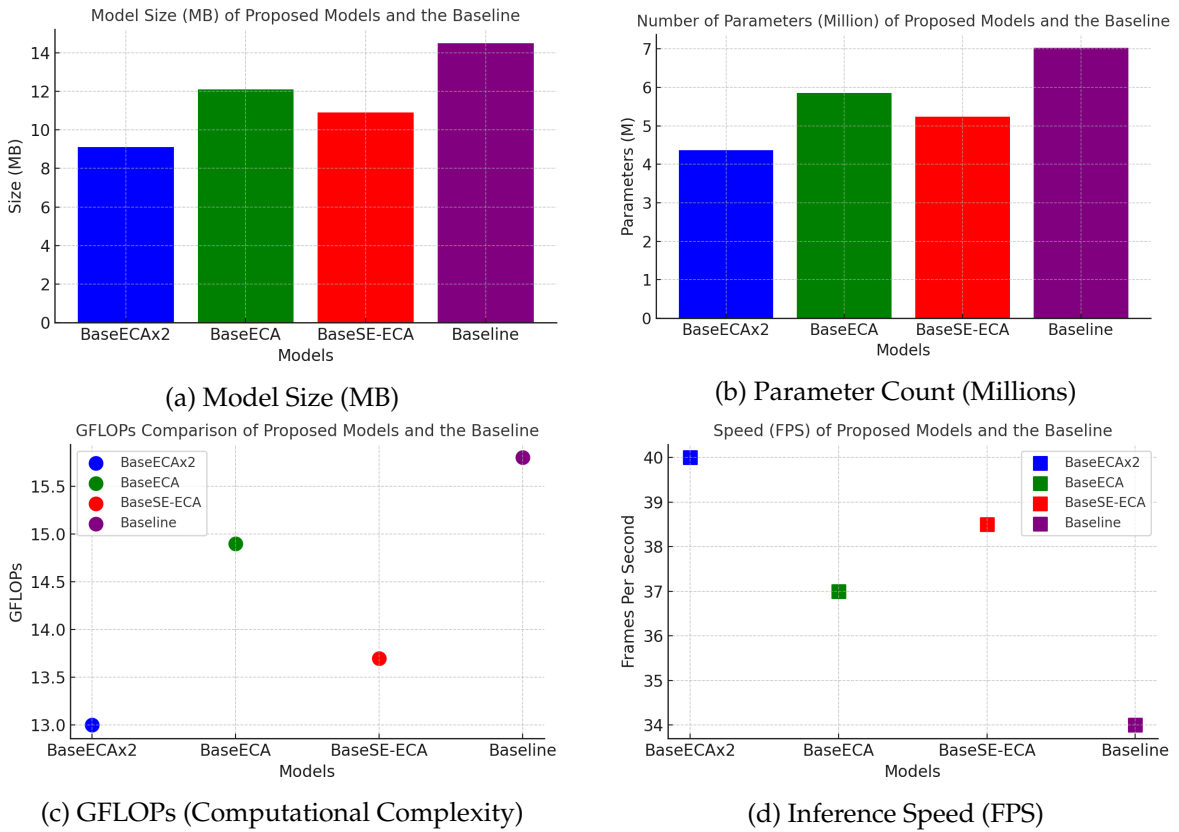 Model Size (MB) of Proposed Models and the Baseline
14
12
10
8
6
4
2
0
Size (MB)
BaseECAx2 BaseECA BaseSE-ECA Baseline
Models
(a) Model Size (MB)
Number of Parameters (Million) of Proposed Models and the Baseline
7
6
5
4
3
2
1
0
Parameters (M)
BaseECAx2 BaseECA BaseSE-ECA Baseline
Models
(b) Parameter Count (Millions)
GFLOPs Comparison of Proposed Models and the Baseline
BaseECAx2
BaseECA
BaseSE-ECA
Baseline
15.5
15.0
14.5
14.0
13.5
13.0
GFLOPs
BaseECAx2 BaseECA BaseSE-ECA Baseline
Models
(c) GFLOPs (Computational Complexity)
Speed (FPS) of Proposed Models and the Baseline
BaseECAx2
BaseECA
BaseSE-ECA
Baseline
40
39
38
37
36
35
34
Frames Per Second
BaseECAx2 BaseECA BaseSE-ECA Baseline
Models
(d) Inference Speed (FPS)